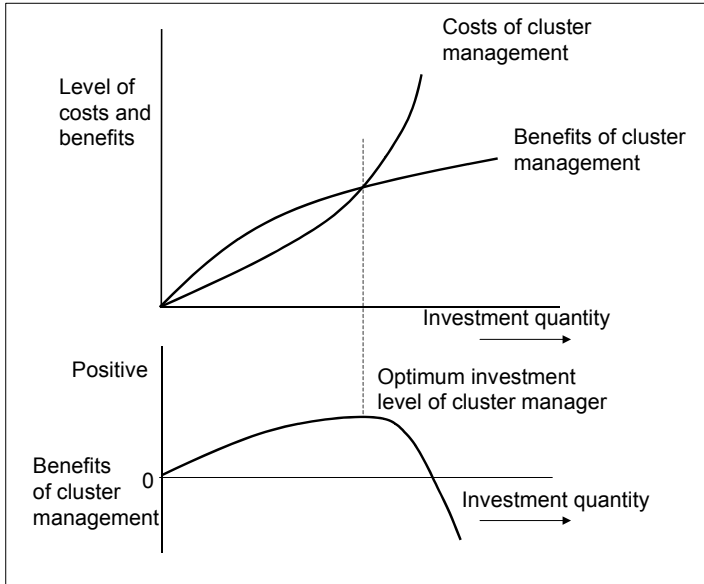 Costs of cluster
management
Level of
costs and
benefits
Benefits of cluster
management
Investment quantity
Positive
Optimum investment
level of cluster manager
Benefits
of cluster
management
0
Investment quantity